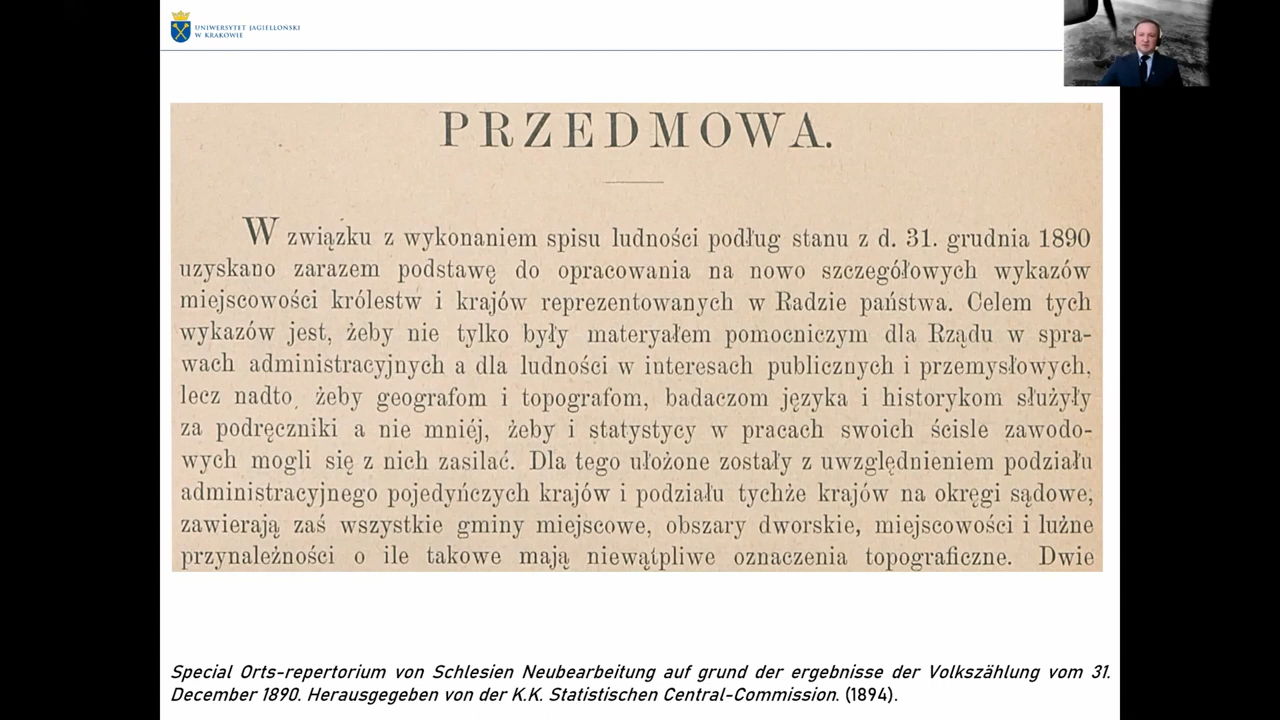 UNIWERSYTET JAGIELLOŃSKI
W KRAKOWIE
PRZEDMOWA.
W związku z wykonaniem spisu ludności podług stanu z d. 31. grudnia 1890
uzyskano zarazem podstawę do opracowania na nowo szczegółowych wykazów
miejscowości królestw i krajów reprezentowanych w Radzie państwa. Celem tych
wykazów jest, żeby nie tylko były materyałem pomocniczym dla Rządu w spra-
wach administracyjnych a dla ludności w interesach publicznych i przemysłowych,
lecz nadto żeby geografom i topografom, badaczom języka i historykom służyły
za podręczniki a nie mniéj, żeby i statystycy w pracach swoich ścisle zawodo-
wych mogli się z nich zasilać. Dla tego ułożone zostały z uwzględnieniem podziału
administracyjnego pojedyńczych krajów i podziału tychże krajów na okręgi sądowe;
zawierają zaś wszystkie gminy miejscowe, obszary dworskie, miejscowości i luźne
przynależności o ile takowe mają niewątpliwe oznaczenia topograficzne. Dwie
Special Orts-repertorium von Schlesien Neubearbeitung auf grund der ergebnisse der Volkszählung vom 31.
December 1890. Herausgegeben von der K.K. Statistischen Central-Commission. (1894).